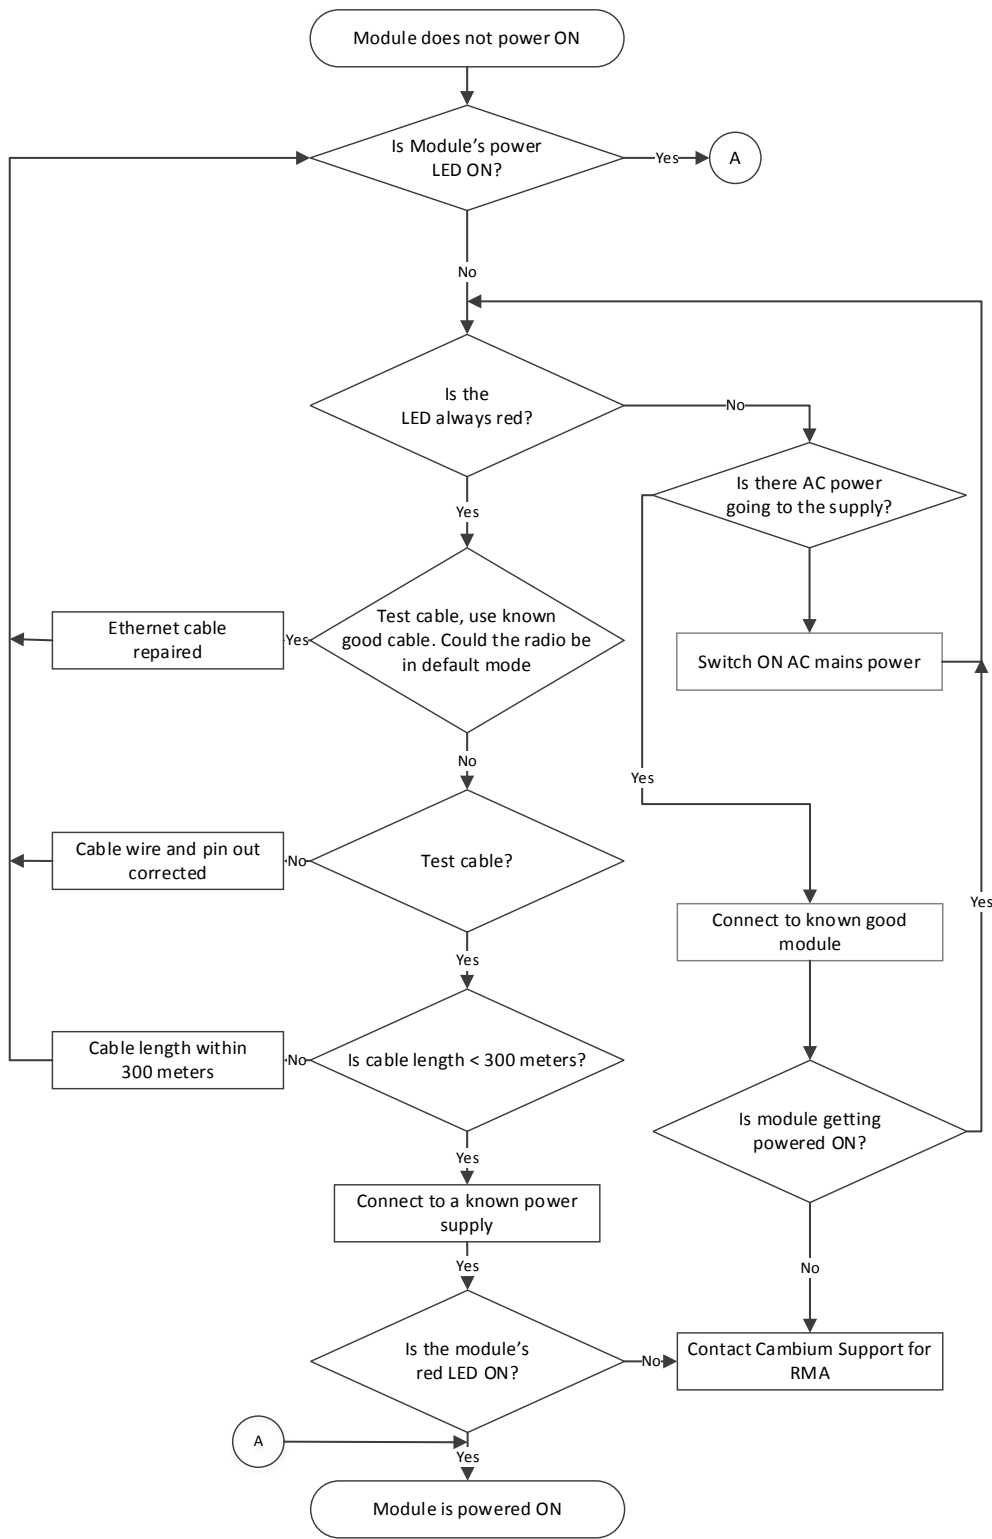 Module does not power ON
Is Module's power
LED ON?
Yes
A
No
Is the
LED always red?
No
Is there AC power
going to the supply?
Yes
Test cable, use known
good cable. Could the radio be
in default mode
Yes
Ethernet cable
repaired
Switch ON AC mains power
No
Yes
Test cable?
No
Cable wire and pin out
corrected
Connect to known good
module
Yes
Yes
Is cable length < 300 meters?
No
Cable length within
300 meters
Is module getting
powered ON?
Yes
Connect to a known power
supply
Yes
No
Is the module's
red LED ON?
No
Contact Cambium Support for
RMA
A
Yes
Module is powered ON